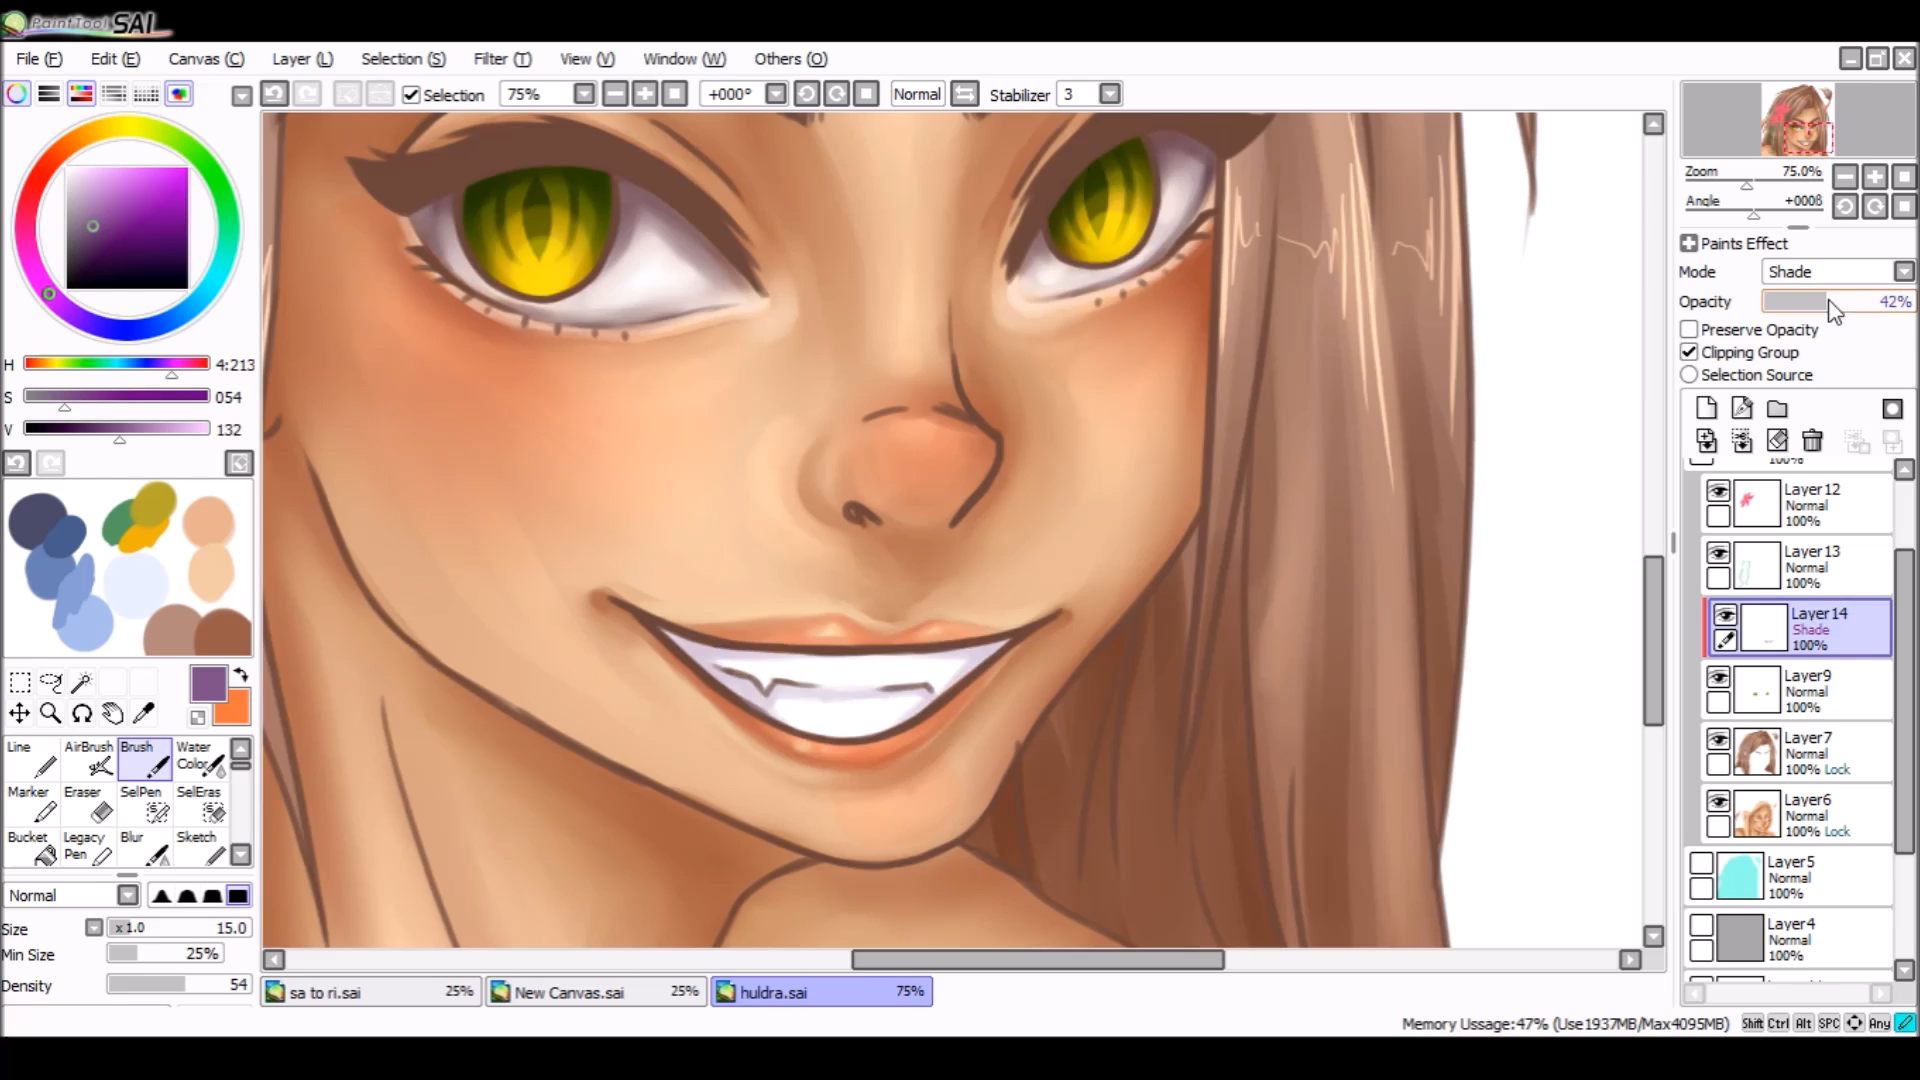 PaintTool SAI
File (F) Edit (E) Canvas (C) Layer (L) Selection (S) Filter (T) View (V) Window (W) Others (O)
Selection 75% +000° Normal Stabilizer 3
Zoom 75.0%
Angle +000ß
Paints Effect
Mode Shade
Opacity 42%
Preserve Opacity
Clipping Group
Selection Source
H 4:213
S 054
V 132
100%
Layer12
Normal
100%
Layer13
Normal
100%
Layer14
Shade
100%
Layer9
Normal
100%
Layer7
Normal
100% Lock
Layer6
Normal
100% Lock
Layer5
Normal
100%
Layer4
Normal
100%
Line AirBrush Brush Water Color
Marker Eraser SelPen SelEras
Bucket Legacy Pen Blur Sketch
Normal
Size x1.0 15.0
Min Size 25%
Density 54
sa to ri.sai 25% New Canvas.sai 25% huldra.sai 75%
Memory Ussage:47% (Use1937MB/Max4095MB) Shift Ctrl Alt SPC Any